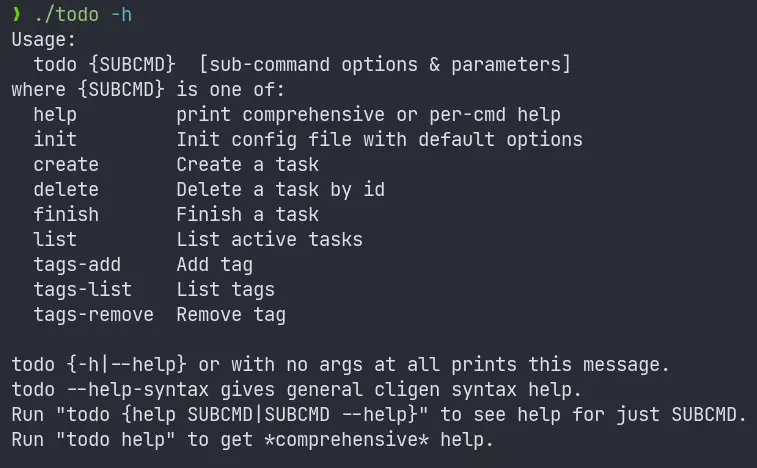 ❯ ./todo -h
Usage:
  todo {SUBCMD}  [sub-command options & parameters]
where {SUBCMD} is one of:
  help         print comprehensive or per-cmd help
  init         Init config file with default options
  create       Create a task
  delete       Delete a task by id
  finish       Finish a task
  list         List active tasks
  tags-add     Add tag
  tags-list    List tags
  tags-remove  Remove tag

todo {-h|--help} or with no args at all prints this message.
todo --help-syntax gives general cligen syntax help.
Run "todo {help SUBCMD|SUBCMD --help}" to see help for just SUBCMD.
Run "todo help" to get *comprehensive* help.